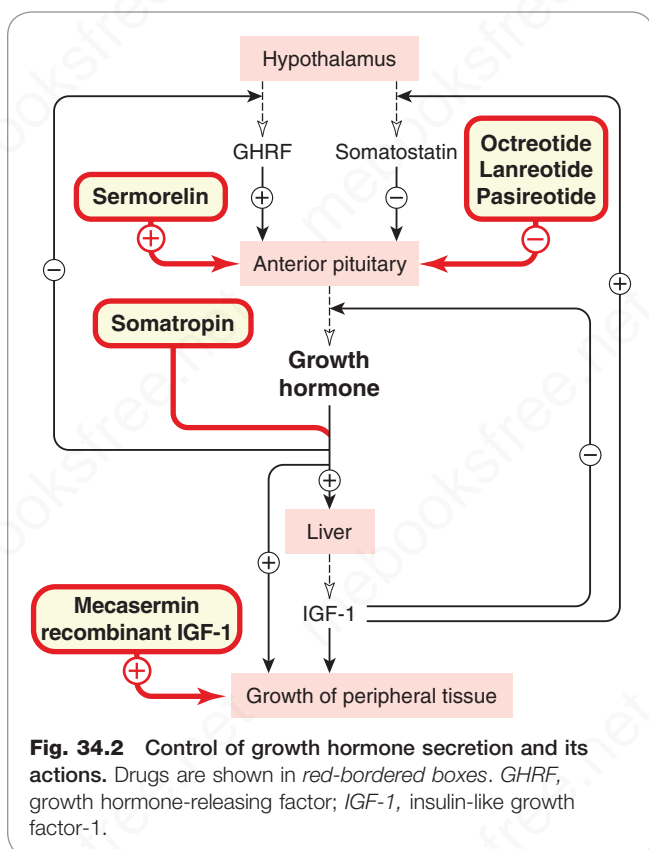 Hypothalamus
GHRF Somatostatin
Octreotide
Lanreotide
Pasireotide
Sermorelin
+
+
−
−
Anterior pituitary
−
+
Somatropin
Growth
hormone
−
+
Liver
+
IGF-1
Mecasermin
recombinant IGF-1
+
Growth of peripheral tissue
Fig. 34.2 Control of growth hormone secretion and its
actions. Drugs are shown in red-bordered boxes. GHRF,
growth hormone-releasing factor; IGF-1, insulin-like growth
factor-1.
mebooksfree.net